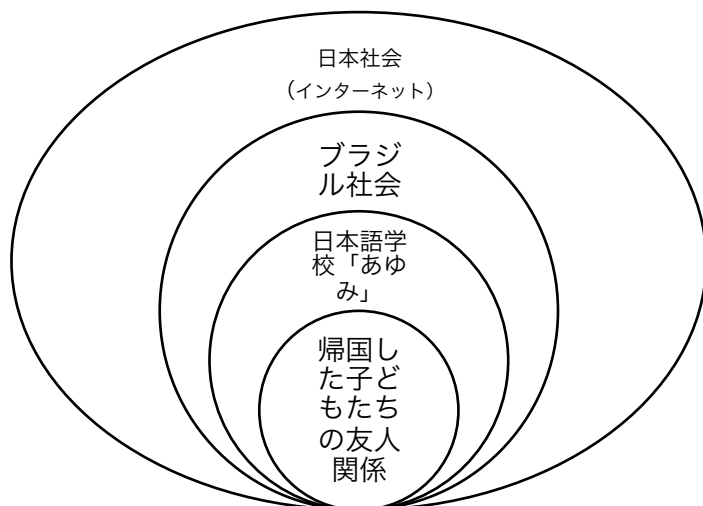 日本社会
（インターネット）
ブラジ
ル社会
日本語学
校「あゆ
み」
帰国し
た子ど
もたち
の友人
関係